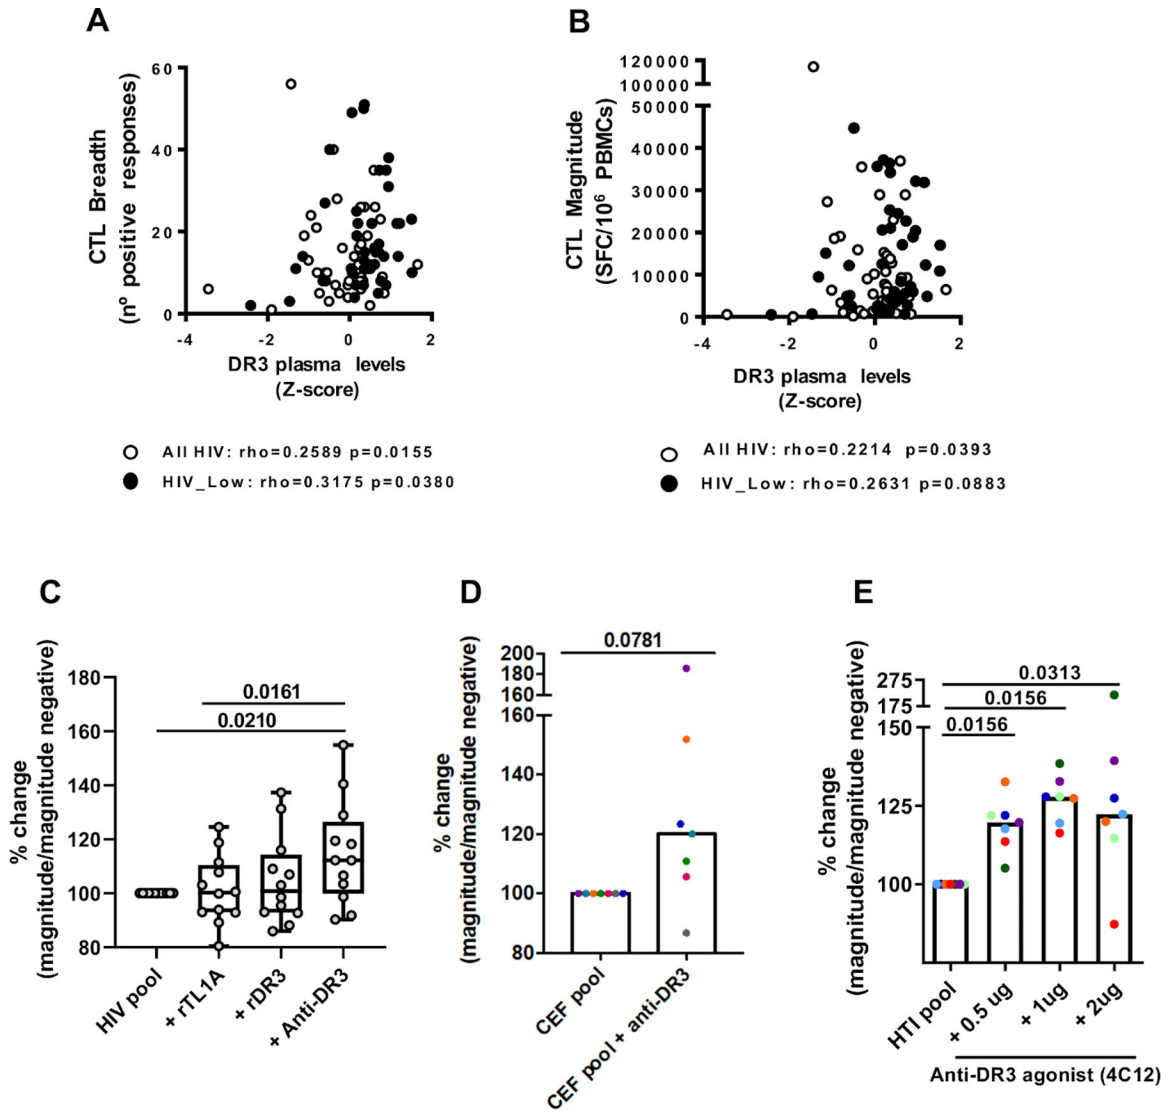 A
CTL Breadth
(nº positive responses)
60
40
20
0
-4
-2
0
2
DR3 plasma levels
(Z-score)
All HIV: rho=0.2589 p=0.0155
HIV_Low: rho=0.3175 p=0.0380
B
CTL Magnitude
(SFC/10⁶ PBMCs)
120000
100000
50000
40000
30000
20000
10000
0
-4
-2
0
2
DR3 plasma levels
(Z-score)
All HIV: rho=0.2214 p=0.0393
HIV_Low: rho=0.2631 p=0.0883
C
% change
(magnitude/magnitude negative)
180
160
140
120
100
80
0.0161
0.0210
HIV pool
+ rTL1A
+ rDR3
+ Anti-DR3
D
% change
(magnitude/magnitude negative)
200
180
160
160
140
120
100
80
0.0781
CEF pool
CEF pool + anti-DR3
E
% change
(magnitude/magnitude negative)
275
175
150
125
100
0.0313
0.0156
0.0156
HTI pool
+ 0.5 ug
+ 1ug
+ 2ug
Anti-DR3 agonist (4C12)